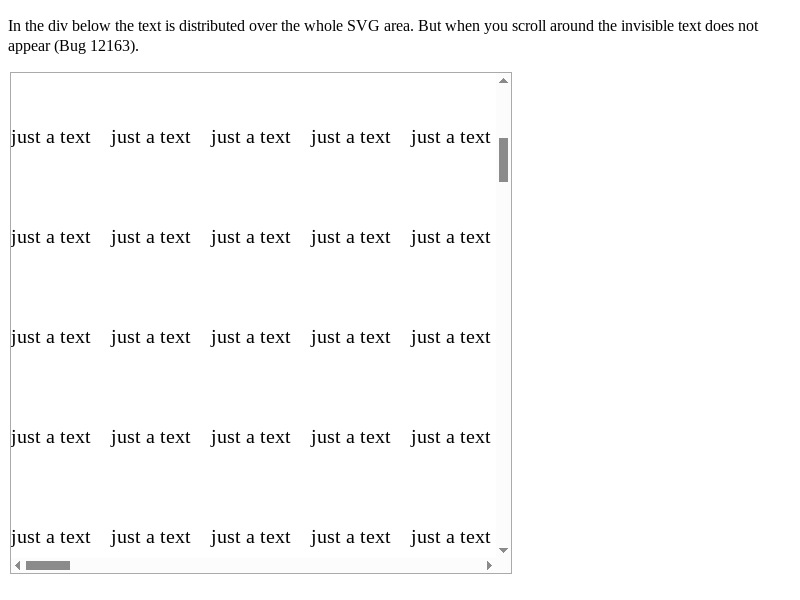 In the div below the text is distributed over the whole SVG area. But when you scroll around the invisible text does not
appear (Bug 12163).
just a text just a text just a text just a text just a text
just a text just a text just a text just a text just a text
just a text just a text just a text just a text just a text
just a text just a text just a text just a text just a text
just a text just a text just a text just a text just a text